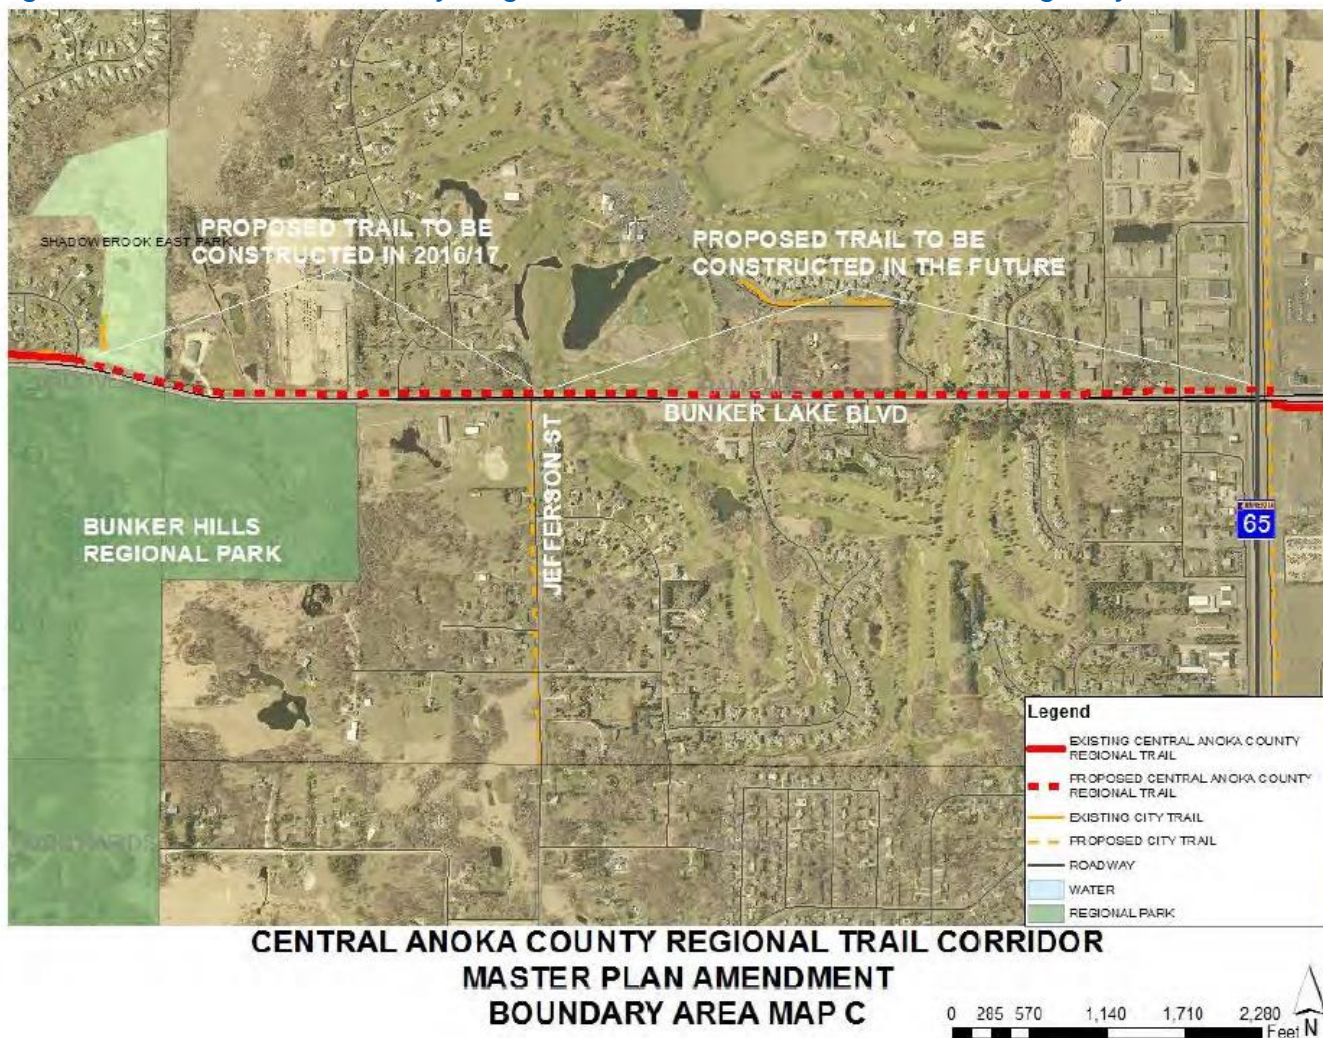 PROPOSED TRAIL TO BE
CONSTRUCTED IN 2016/17
SHADOWBROOK EAST PARK
PROPOSED TRAIL TO BE
CONSTRUCTED IN THE FUTURE
BUNKER LAKE BLVD
JEFFERSON ST
BUNKER HILLS
REGIONAL PARK
65
Legend
EXISTING CENTRAL ANOKA COUNTY
REGIONAL TRAIL
PROPOSED CENTRAL ANOKA COUNTY
REGIONAL TRAIL
EXISTING CITY TRAIL
PROPOSED CITY TRAIL
ROADWAY
WATER
REGIONAL PARK
CENTRAL ANOKA COUNTY REGIONAL TRAIL CORRIDOR
MASTER PLAN AMENDMENT
BOUNDARY AREA MAP C
0 285 570 1,140 1,710 2,280
Feet
N